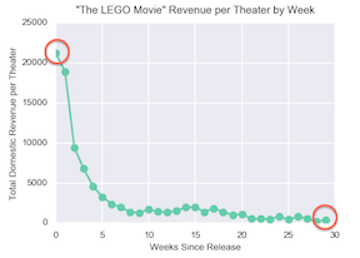 "The LEGO Movie" Revenue per Theater by Week
Total Domestic Revenue per Theater
25000
20000
15000
10000
5000
0
0 5 10 15 20 25 30
Weeks Since Release